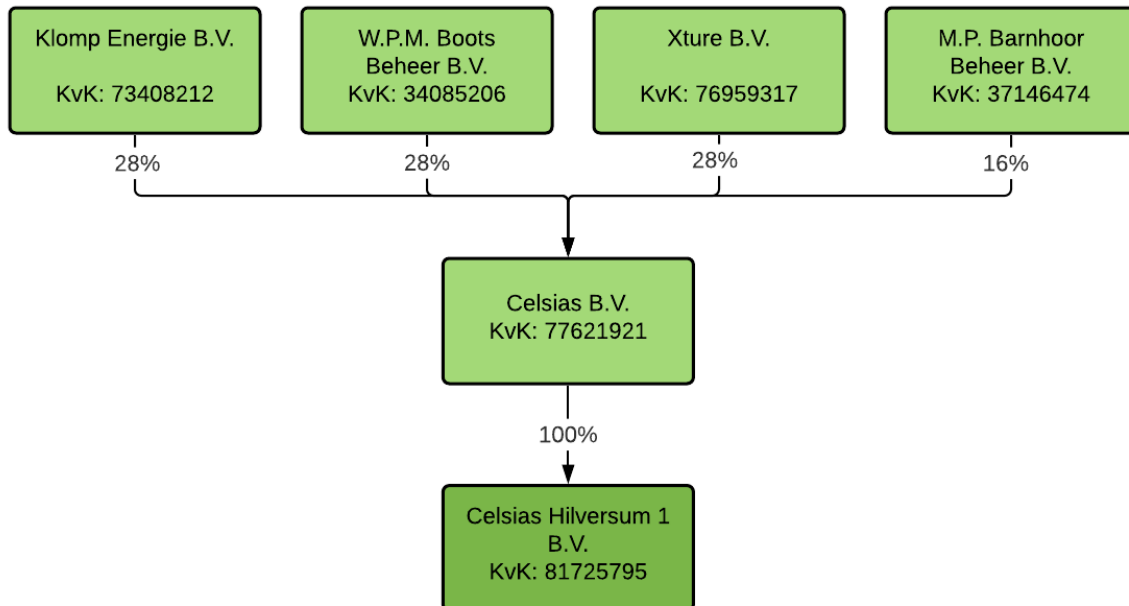 Klomp Energie B.V.
KvK: 73408212
W.P.M. Boots
Beheer B.V.
KvK: 34085206
Xture B.V.
KvK: 76959317
M.P. Barnhoor
Beheer B.V.
KvK: 37146474
28%
28%
28%
16%
Celsias B.V.
KvK: 77621921
100%
Celsias Hilversum 1
B.V.
KvK: 81725795